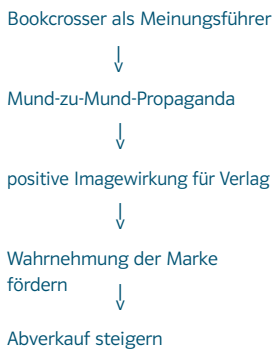 Bookcrosser als Meinungsführer
Mund-zu-Mund-Propaganda
positive Imagewirkung für Verlag
Wahrnehmung der Marke
fördern
Abverkauf steigern